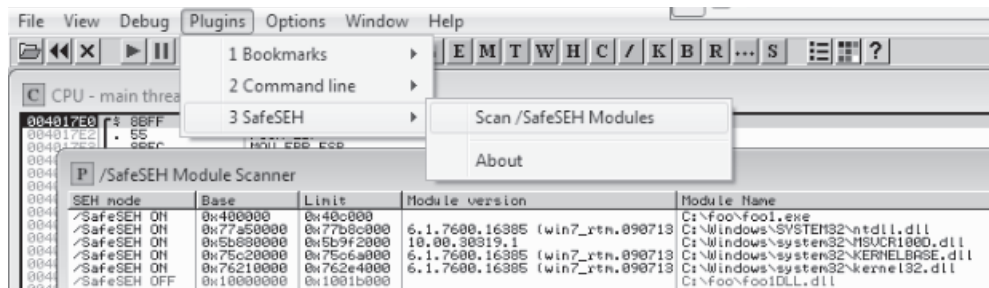 File View Debug Plugins Options Window Help
E M T W H C / K B R ... S ?
1 Bookmarks
2 Command line
3 SafeSEH
Scan /SafeSEH Modules
About
C CPU - main threa
004017E0 $ 8BFF
004017E2 . 55
8BEC MOV EBP,ESP
P /SafeSEH Module Scanner
SEH mode Base Limit Module version Module Name
/SafeSEH ON 0x400000 0x40c000 C:\foo\foo1.exe
/SafeSEH ON 0x77a50000 0x77b8c000 6.1.7600.16385 (win7_rtm.090713 C:\Windows\SYSTEM32\ntdll.dll
/SafeSEH ON 0x5b880000 0x5b9f2000 10.00.30319.1 C:\Windows\system32\MSVCR100D.dll
/SafeSEH ON 0x75c20000 0x75c6a000 6.1.7600.16385 (win7_rtm.090713 C:\Windows\system32\KERNELBASE.dll
/SafeSEH ON 0x76210000 0x762e4000 6.1.7600.16385 (win7_rtm.090713 C:\Windows\system32\kernel32.dll
/SafeSEH OFF 0x10000000 0x1001b000 C:\foo\foo1DLL.dll